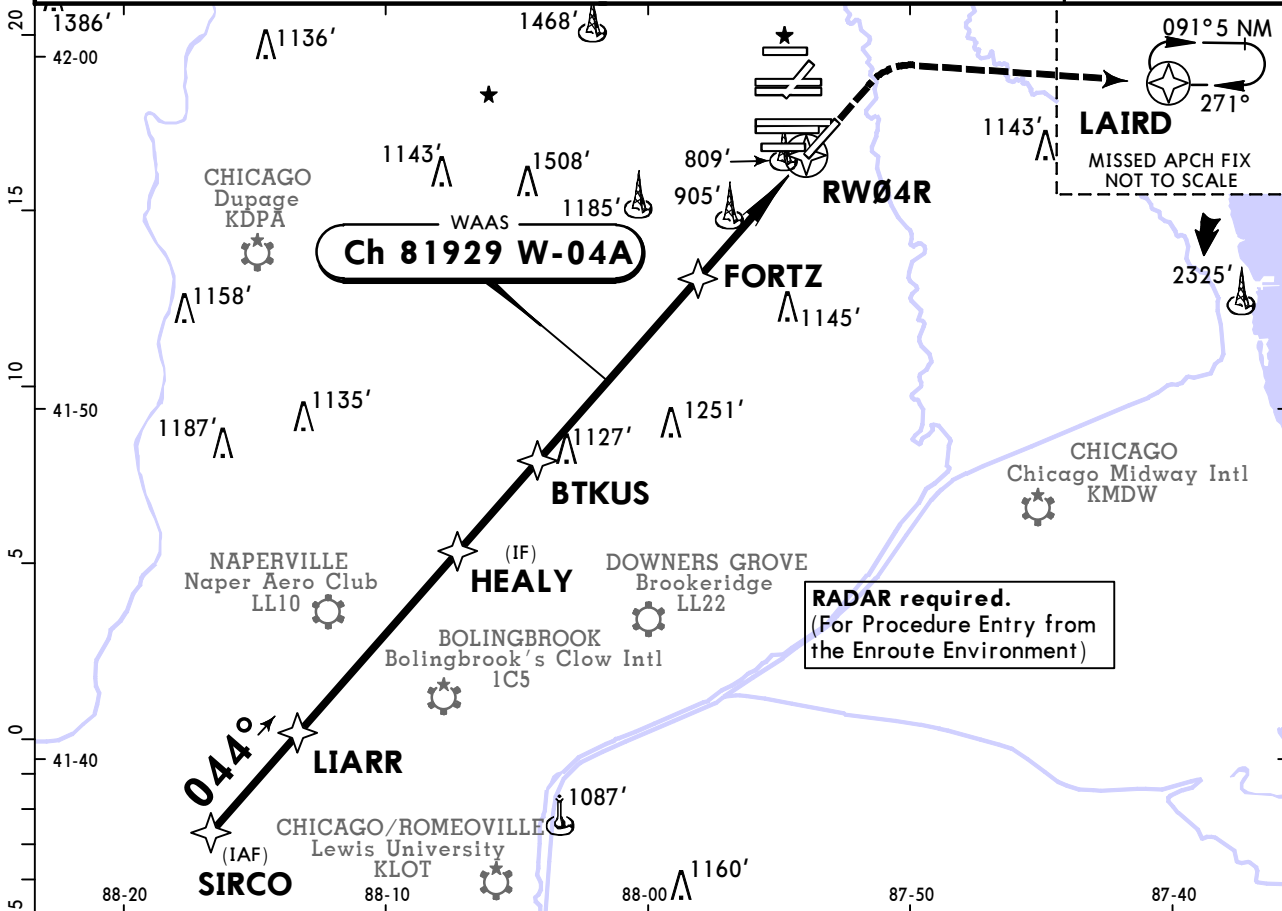 20
1386'
1136'
1468'
42-00
091° 5 NM
271°
LAIRD
MISSED APCH FIX
NOT TO SCALE
1143'
1143'
1508'
809'
RWØ4R
15
CHICAGO
Dupage
KDPA
1185'
905'
WAAS
Ch 81929 W-04A
FORTZ
2325'
1158'
1145'
10
41-50
1135'
1187'
1251'
1127'
BTKUS
CHICAGO
Chicago Midway Intl
KMDW
5
(IF)
HEALY
NAPERVILLE
Naper Aero Club
LL10
DOWNERS GROVE
Brookeridge
LL22
RADAR required.
(For Procedure Entry from
the Enroute Environment)
BOLINGBROOK
Bolingbrook's Clow Intl
1C5
0
41-40
044°
LIARR
1087'
CHICAGO/ROMEOVILLE
Lewis University
KLOT
(IAF)
SIRCO
1160'
5
88-20
88-10
88-00
87-50
87-40